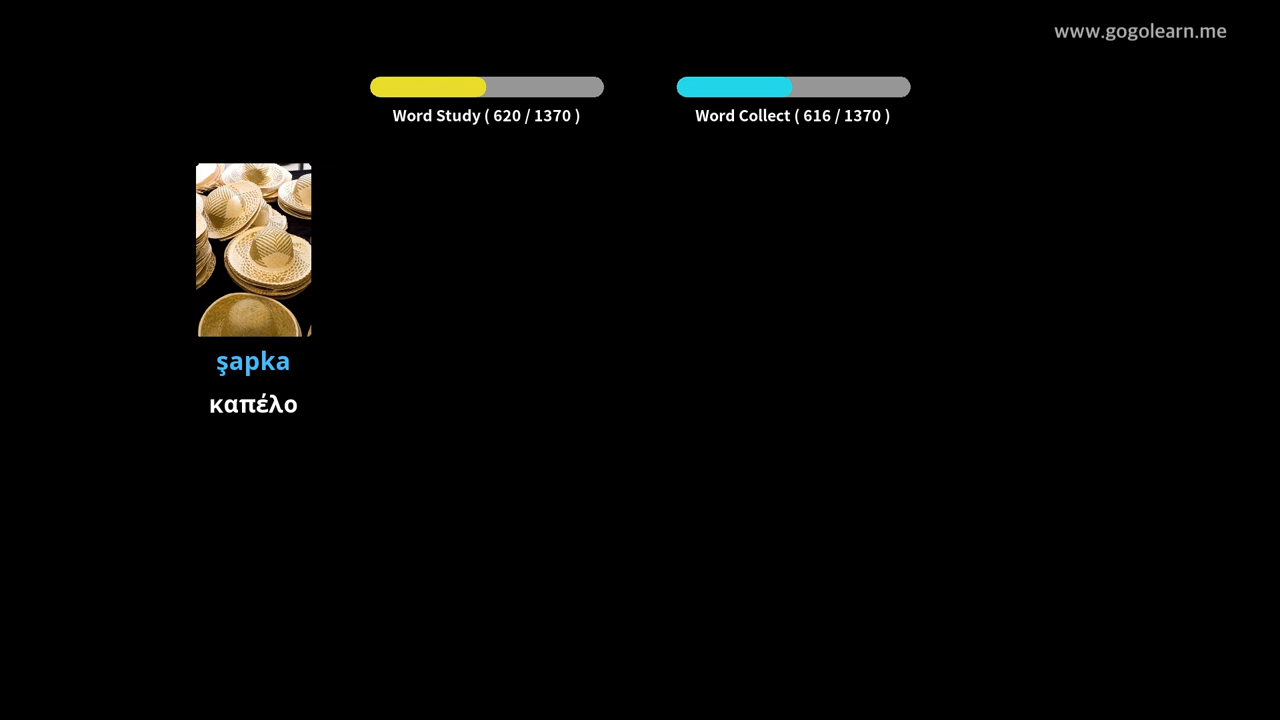 www.gogolearn.me
Word Study ( 620 / 1370 )
Word Collect ( 616 / 1370 )
şapka
καπέλο